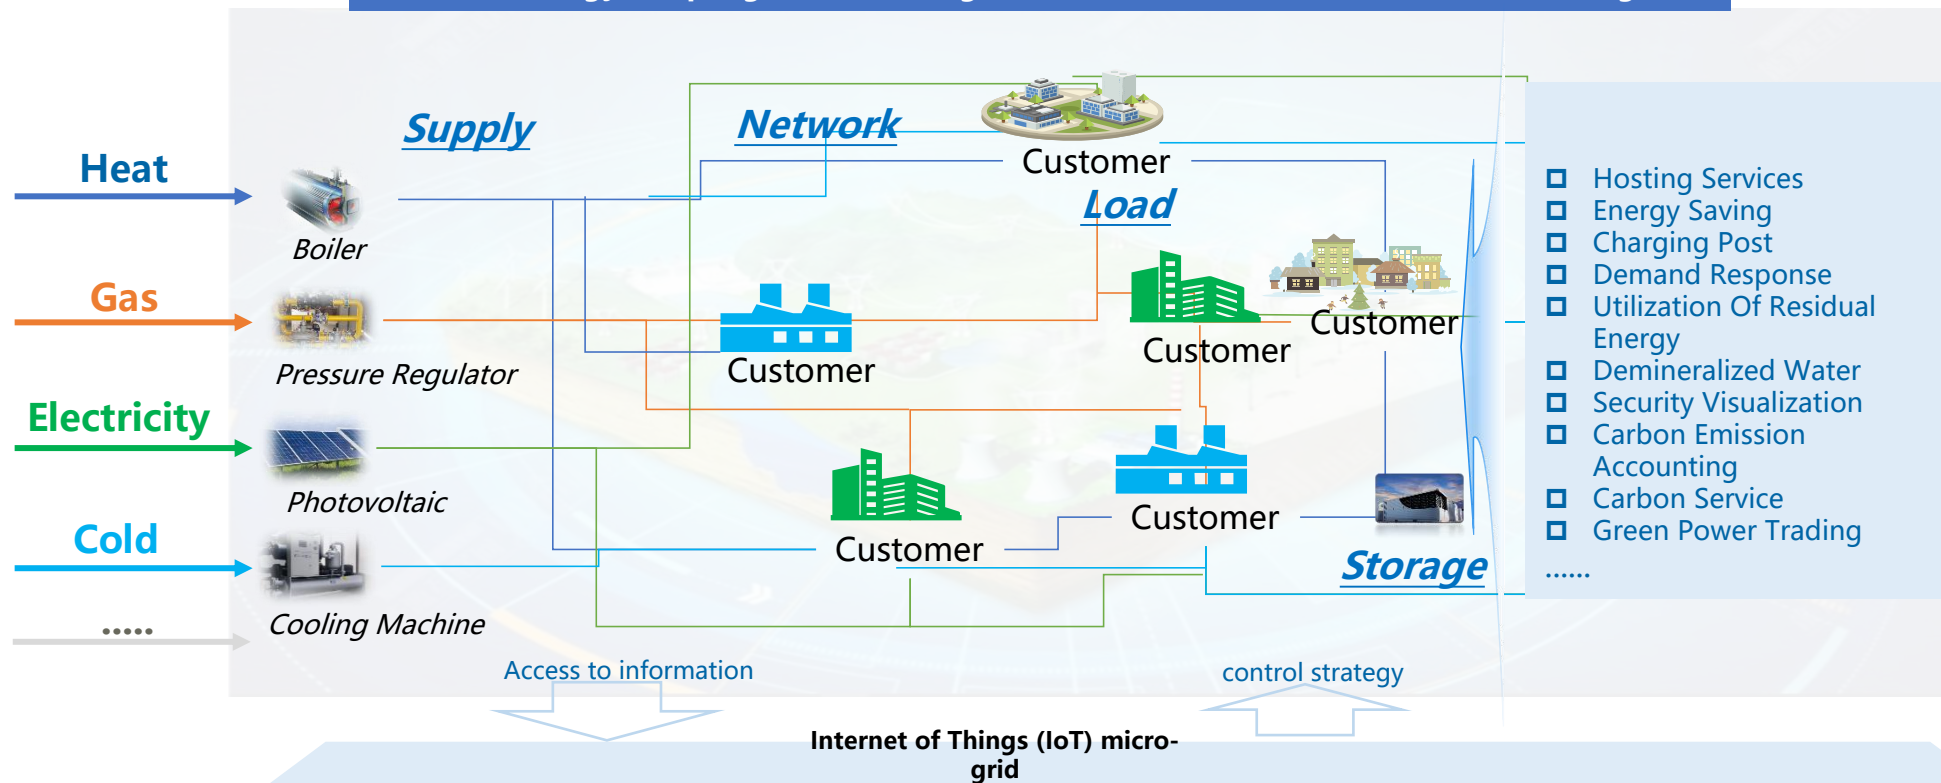 Supply
Network
Customer
Load
Heat
Boiler
Gas
Pressure Regulator
Customer
Customer
Customer
Electricity
Photovoltaic
Customer
Customer
Storage
Cold
Cooling Machine
.....
Hosting Services
Energy Saving
Charging Post
Demand Response
Utilization Of Residual
Energy
Demineralized Water
Security Visualization
Carbon Emission
Accounting
Carbon Service
Green Power Trading
......
Access to information
control strategy
Internet of Things (IoT) micro-
grid